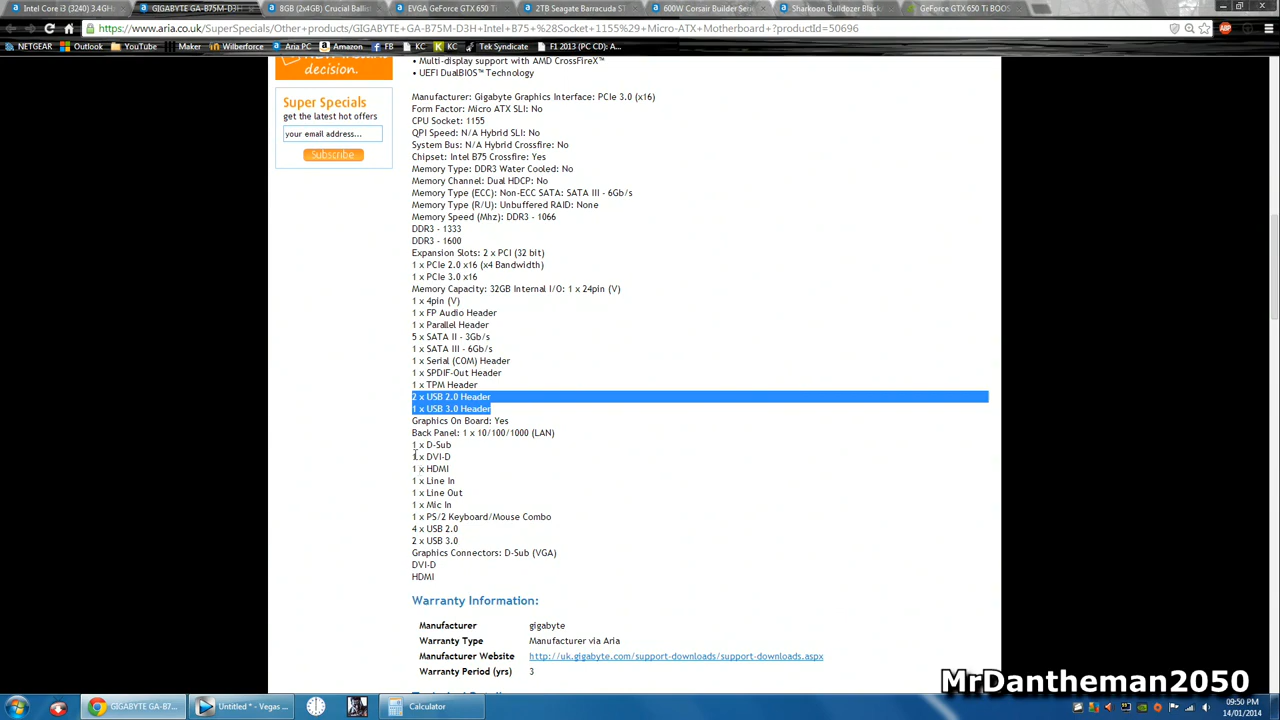 Intel Core i3 (3240) 3.4GH
GIGABYTE GA-B75M-D3H
8GB (2x4GB) Crucial Ballis
EVGA GeForce GTX 650 Ti
2TB Seagate Barracuda ST
600W Corsair Builder Serie
Sharkoon Bulldozer Black
GeForce GTX 650 Ti BOOS
https://www.aria.co.uk/SuperSpecials/Other+products/GIGABYTE+GA-B75M-D3H+Intel+B75+%28Socket+1155%29+Micro-ATX+Motherboard+?productId=50696
NETGEAR
Outlook
YouTube
Maker
Wilberforce
Aria PC
Amazon
FB
KC
KC
Tek Syndicate
F1 2013 (PC CD): A...
decision.
Super Specials
get the latest hot offers
your email address...
Subscribe
• Multi-display support with AMD CrossFireX™
• UEFI DualBIOS™ Technology
Manufacturer: Gigabyte Graphics Interface: PCIe 3.0 (x16)
Form Factor: Micro ATX SLI: No
CPU Socket: 1155
QPI Speed: N/A Hybrid SLI: No
System Bus: N/A Hybrid Crossfire: No
Chipset: Intel B75 Crossfire: Yes
Memory Type: DDR3 Water Cooled: No
Memory Channel: Dual HDCP: No
Memory Type (ECC): Non-ECC SATA: SATA III - 6Gb/s
Memory Type (R/U): Unbuffered RAID: None
Memory Speed (Mhz): DDR3 - 1066
DDR3 - 1333
DDR3 - 1600
Expansion Slots: 2 x PCI (32 bit)
1 x PCIe 2.0 x16 (x4 Bandwidth)
1 x PCIe 3.0 x16
Memory Capacity: 32GB Internal I/O: 1 x 24pin (V)
1 x 4pin (V)
1 x FP Audio Header
1 x Parallel Header
5 x SATA II - 3Gb/s
1 x SATA III - 6Gb/s
1 x Serial (COM) Header
1 x SPDIF-Out Header
1 x TPM Header
2 x USB 2.0 Header
1 x USB 3.0 Header
Graphics On Board: Yes
Back Panel: 1 x 10/100/1000 (LAN)
1 x D-Sub
1 x DVI-D
1 x HDMI
1 x Line In
1 x Line Out
1 x Mic In
1 x PS/2 Keyboard/Mouse Combo
4 x USB 2.0
2 x USB 3.0
Graphics Connectors: D-Sub (VGA)
DVI-D
HDMI
Warranty Information:
Manufacturer gigabyte
Warranty Type Manufacturer via Aria
Manufacturer Website http://uk.gigabyte.com/support-downloads/support-downloads.aspx
Warranty Period (yrs) 3
MrDantheman2050
GIGABYTE GA-B7...
Untitled * - Vegas ...
Calculator
09:50 PM
14/01/2014